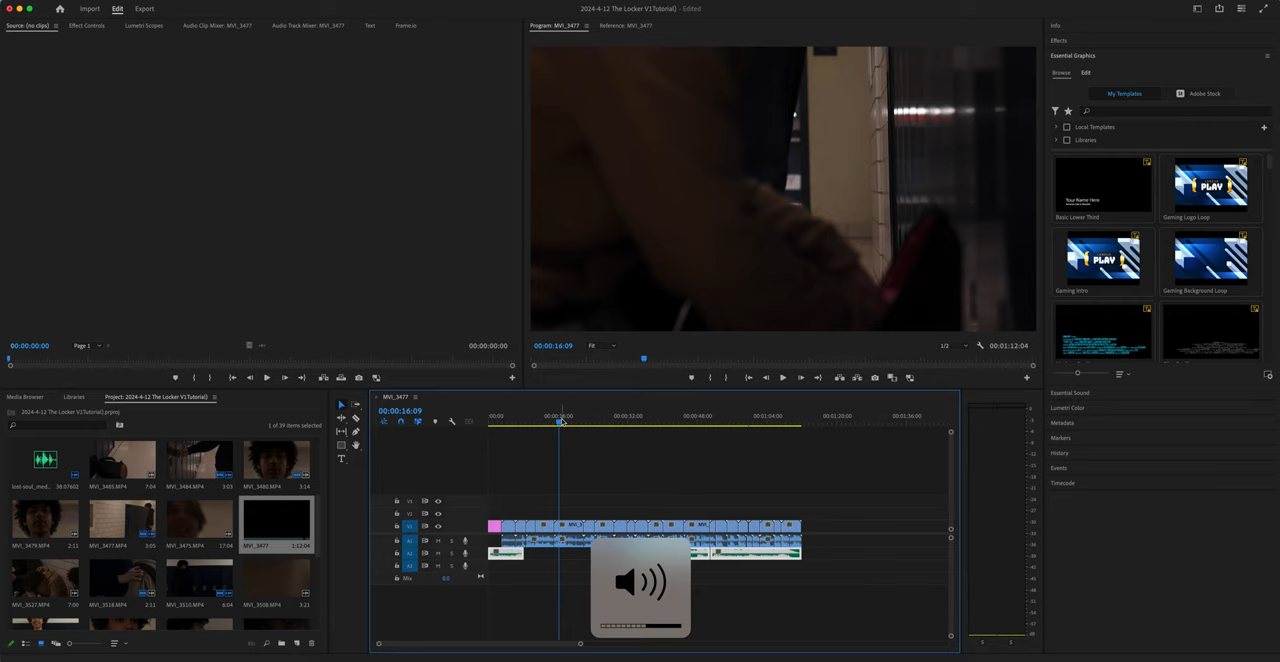 Import Edit Export
2024-4-12 The Locker V1Tutorial) - Edited
Source: (no clips) Effect Controls Lumetri Scopes Audio Clip Mixer: MVI_3477 Audio Track Mixer: MVI_3477 Text Frame.io
Program: MVI_3477 Reference: MVI_3477
Info
Effects
Essential Graphics
Browse Edit
My Templates St Adobe Stock
Local Templates
Libraries
Your Name Here
Basic Lower Third
PLAY
Gaming Logo Loop
PLAY
Gaming Intro
Gaming Background Loop
00:00:00:00 Page 1 00:00:00:00
00:00:16:09 Fit 1/2 00:01:12:04
Media Browser Libraries Project: 2024-4-12 The Locker V1Tutorial)
2024-4-12 The Locker V1Tutorial).prproj
1 of 39 items selected
lost-soul_med... 38:07602
MVI_3485.MP4 7:04
MVI_3484.MP4 3:03
MVI_3480.MP4 3:14
MVI_3479.MP4 2:11
MVI_3477.MP4 3:05
MVI_3475.MP4 17:04
MVI_3477 1:12:04
MVI_3527.MP4 7:00
MVI_3518.MP4 3:09
MVI_3510.MP4 6:04
MVI_3508.MP4 3:21
MVI_3477
00:00:16:09
:00:00 00:00:16:00 00:00:32:00 00:00:48:00 00:01:04:00 00:01:20:00 00:01:36:00
V3
V2
V1
A1 M S
A2 M S
A3 M S
Mix 0.0
Essential Sound
Lumetri Color
Metadata
Markers
History
Events
Timecode
S S